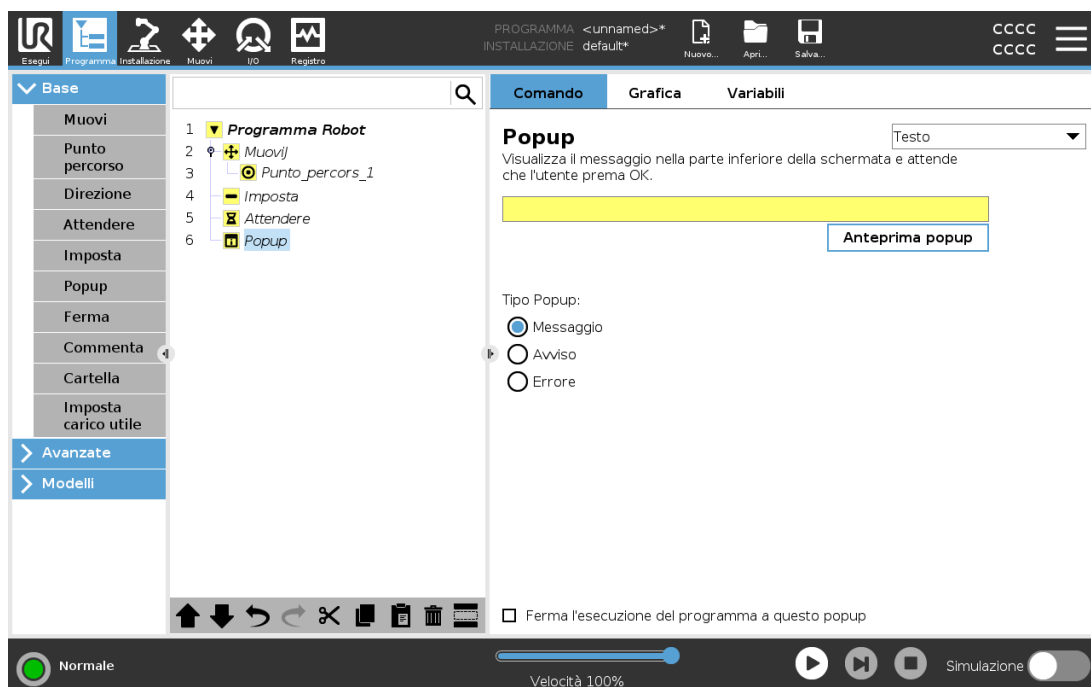 PROGRAMMA <unnamed>*
INSTALLAZIONE default*
CCCC
CCCC
UR
Esegui
Programma
Installazione
Muovi
I/O
Registro
Nuovo...
Apri...
Salva...
Base
Muovi
Punto
percorso
Direzione
Attendere
Imposta
Popup
Ferma
Commenta
Cartella
Imposta
carico utile
Avanzate
Modelli
1 Programma Robot
2 MuoviJ
3 Punto_percors_1
4 Imposta
5 Attendere
6 Popup
Comando
Grafica
Variabili
Popup
Testo
Visualizza il messaggio nella parte inferiore della schermata e attende
che l'utente prema OK.
Anteprima popup
Tipo Popup:
Messaggio
Avviso
Errore
Ferma l'esecuzione del programma a questo popup
Normale
Velocità 100%
Simulazione